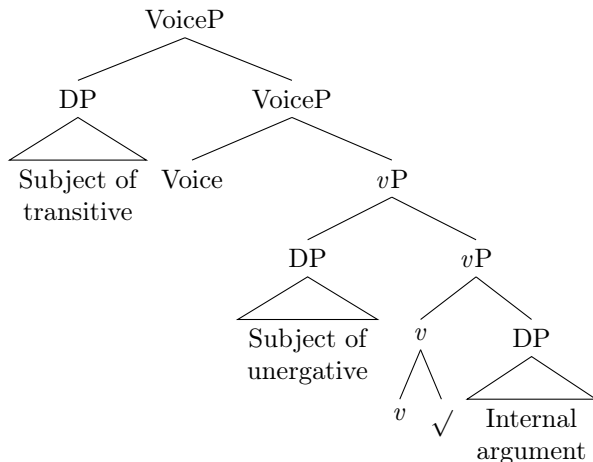 VoiceP
DP VoiceP
Subject of
transitive
Voice vP
DP vP
Subject of
unergative
v DP
v √
Internal
argument